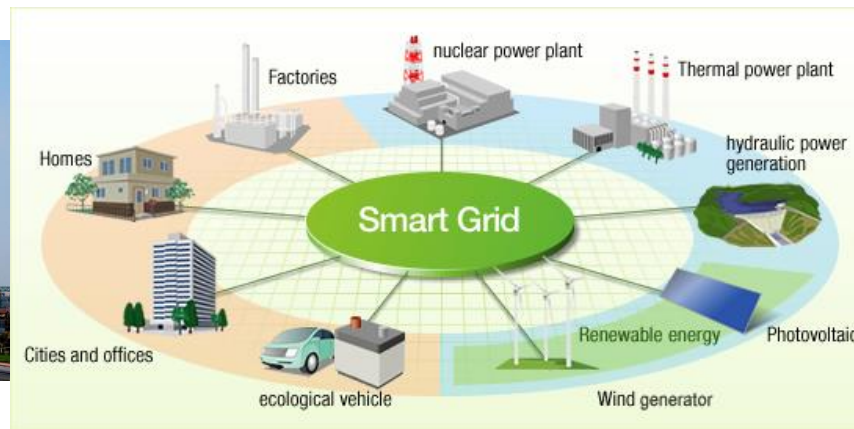 nuclear power plant
Factories
Thermal power plant
hydraulic power
generation
Homes
Smart Grid
Renewable energy
Photovoltaic
Cities and offices
ecological vehicle
Wind generator